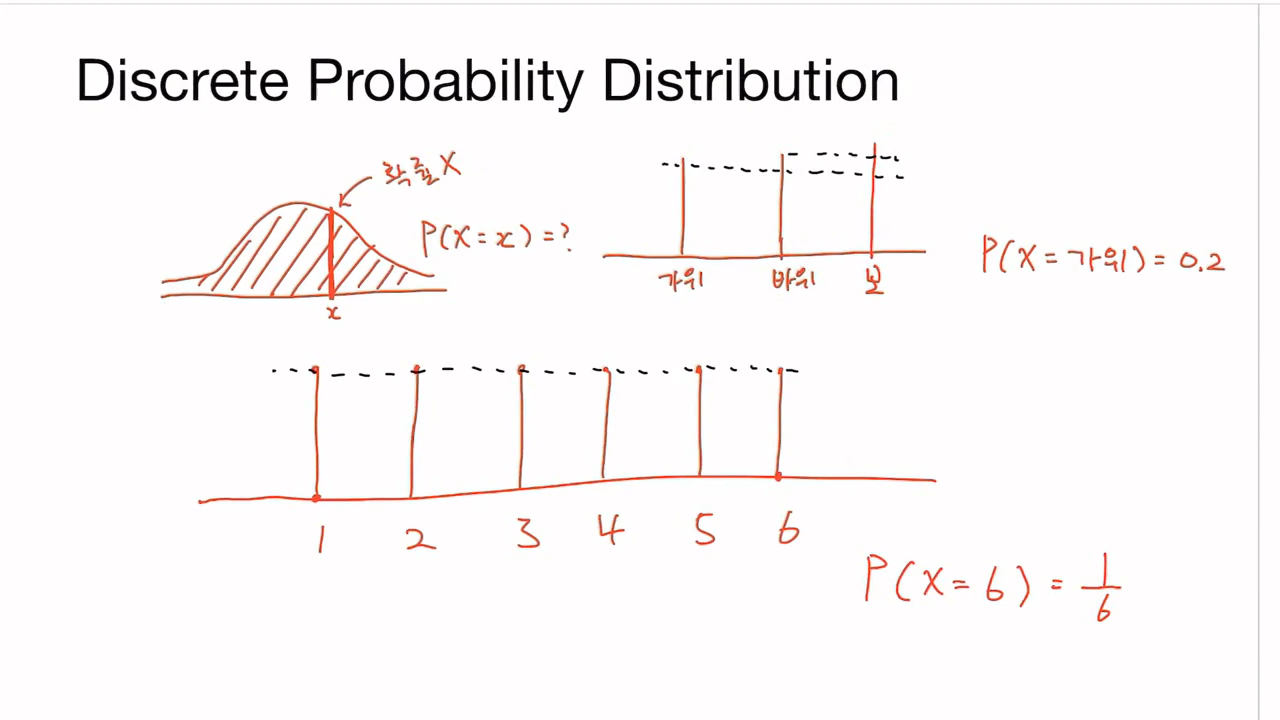 Discrete Probability Distribution
확률 X
P(X=x)=?
x
가위 바위 보
P(X=가위)=0.2
1 2 3 4 5 6
P(X=6)=1/6